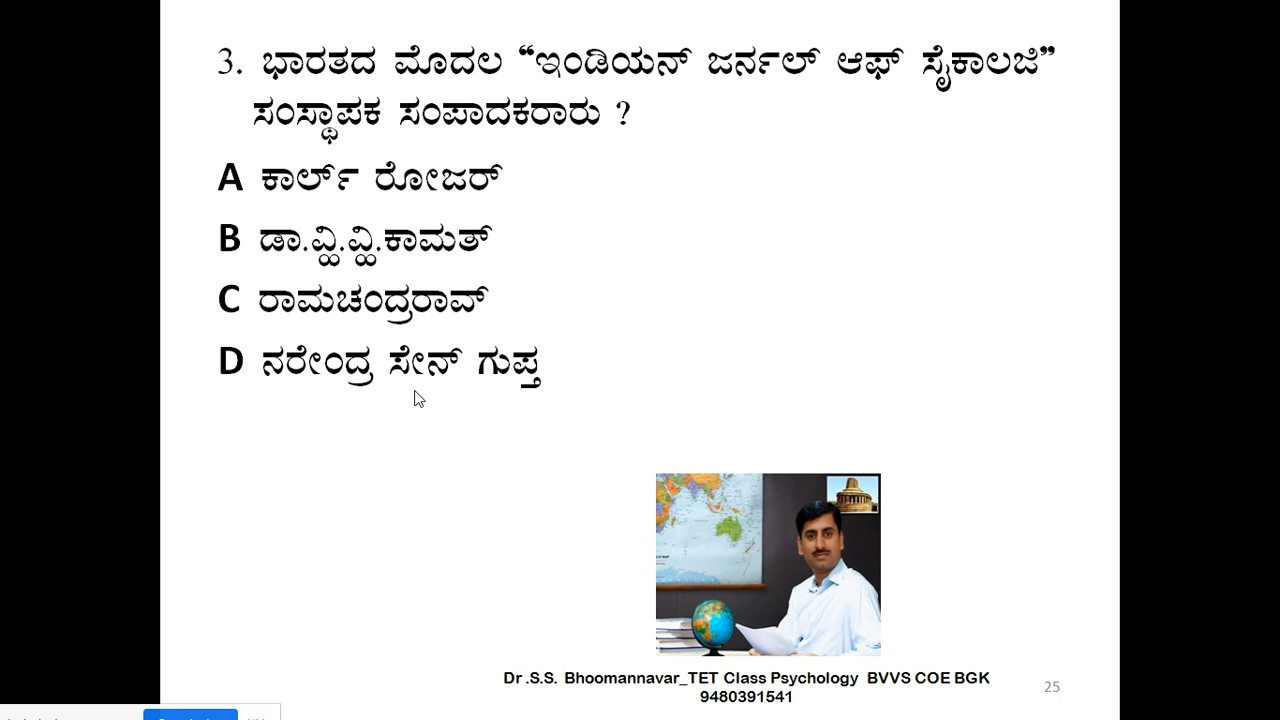 3. ಭಾರತದ ಮೊದಲ “ಇಂಡಿಯನ್ ಜರ್ನಲ್ ಆಫ್ ಸೈಕಾಲಜಿ”
ಸಂಸ್ಥಾಪಕ ಸಂಪಾದಕರಾರು ?
A ಕಾರ್ಲ್ ರೋಜರ್
B ಡಾ.ವ್ಹಿ.ವ್ಹಿ.ಕಾಮತ್
C ರಾಮಚಂದ್ರರಾವ್
D ನರೇಂದ್ರ ಸೇನ್ ಗುಪ್ತ
Dr .S.S. Bhoomannavar_TET Class Psychology BVVS COE BGK
9480391541
25